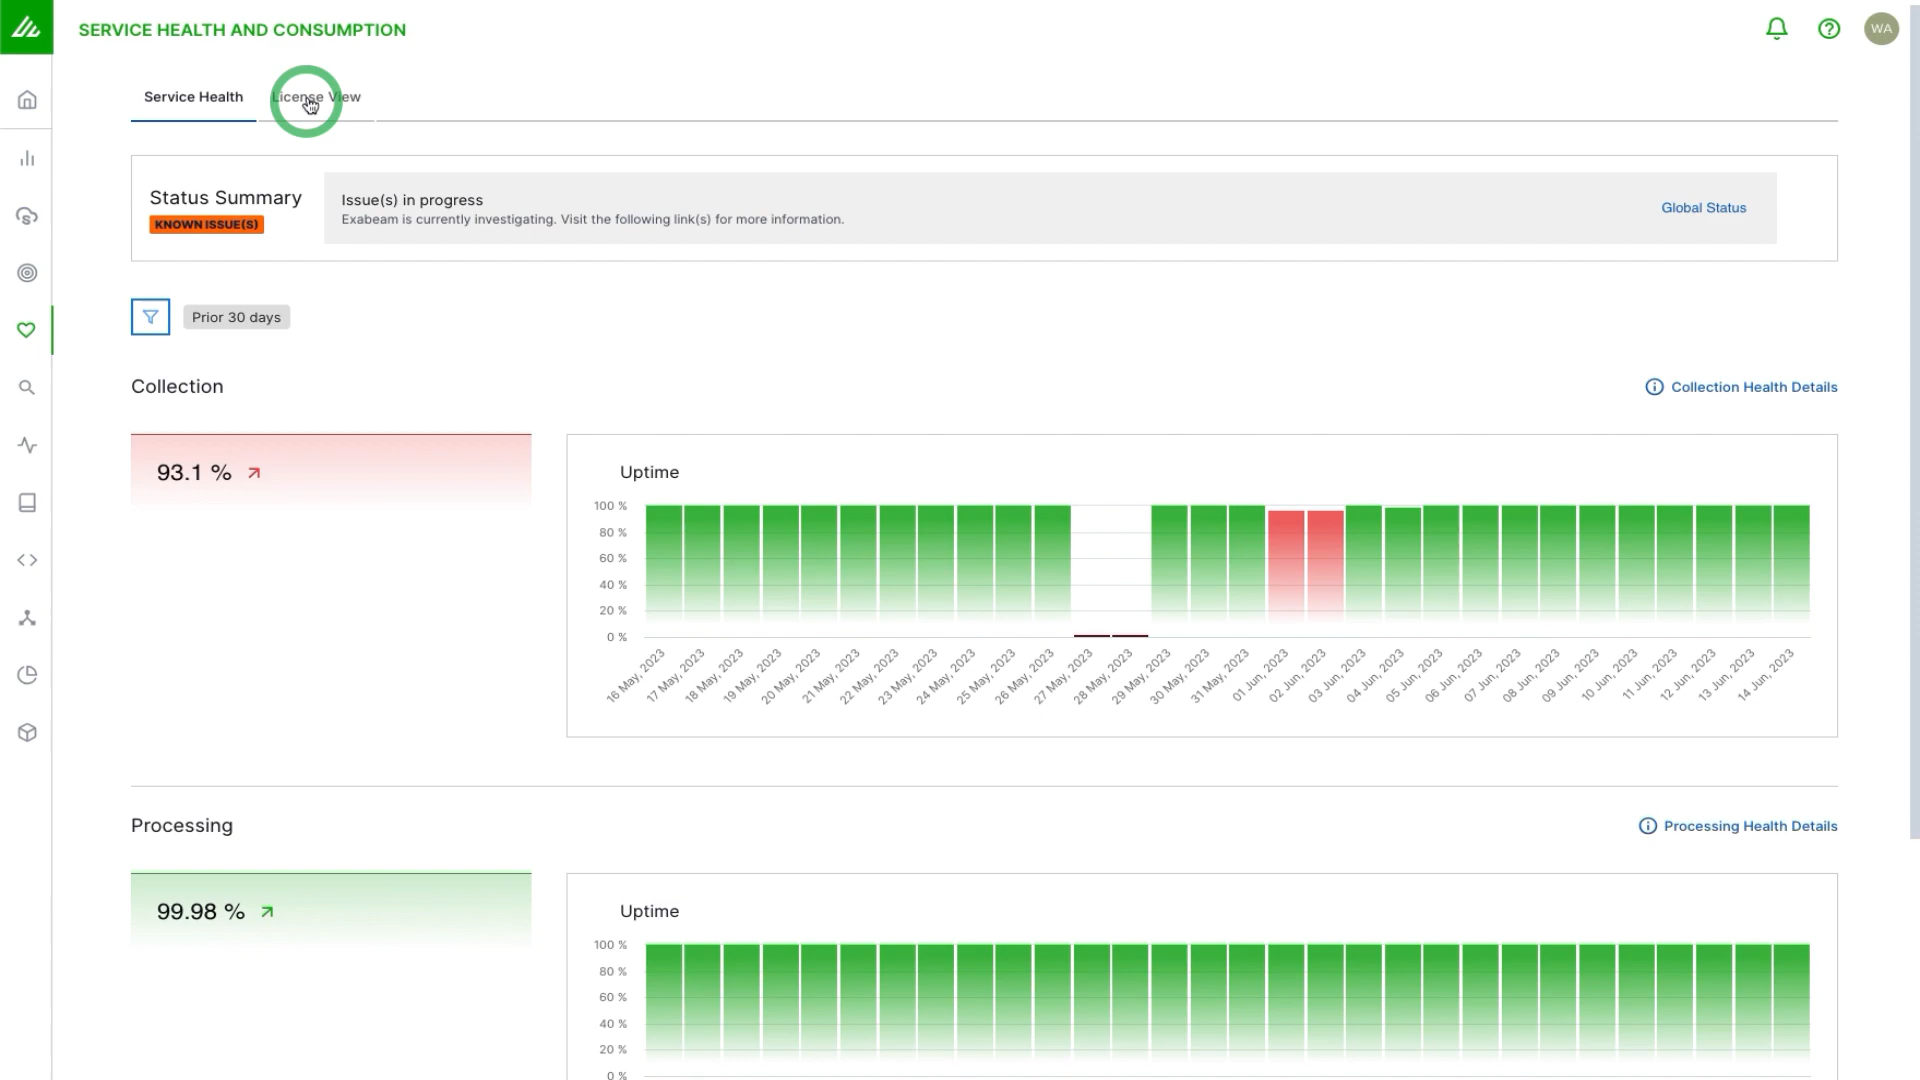 SERVICE HEALTH AND CONSUMPTION
WA
Service Health
License View
Status Summary
KNOWN ISSUE(S)
Issue(s) in progress
Exabeam is currently investigating. Visit the following link(s) for more information.
Global Status
Prior 30 days
Collection
Collection Health Details
93.1 %
Uptime
100 %
80 %
60 %
40 %
20 %
0 %
16 May, 2023
17 May, 2023
18 May, 2023
19 May, 2023
20 May, 2023
21 May, 2023
22 May, 2023
23 May, 2023
24 May, 2023
25 May, 2023
26 May, 2023
27 May, 2023
28 May, 2023
29 May, 2023
30 May, 2023
31 May, 2023
01 Jun, 2023
02 Jun, 2023
03 Jun, 2023
04 Jun, 2023
05 Jun, 2023
06 Jun, 2023
07 Jun, 2023
08 Jun, 2023
09 Jun, 2023
10 Jun, 2023
11 Jun, 2023
12 Jun, 2023
13 Jun, 2023
14 Jun, 2023
Processing
Processing Health Details
99.98 %
Uptime
100 %
80 %
60 %
40 %
20 %
0 %